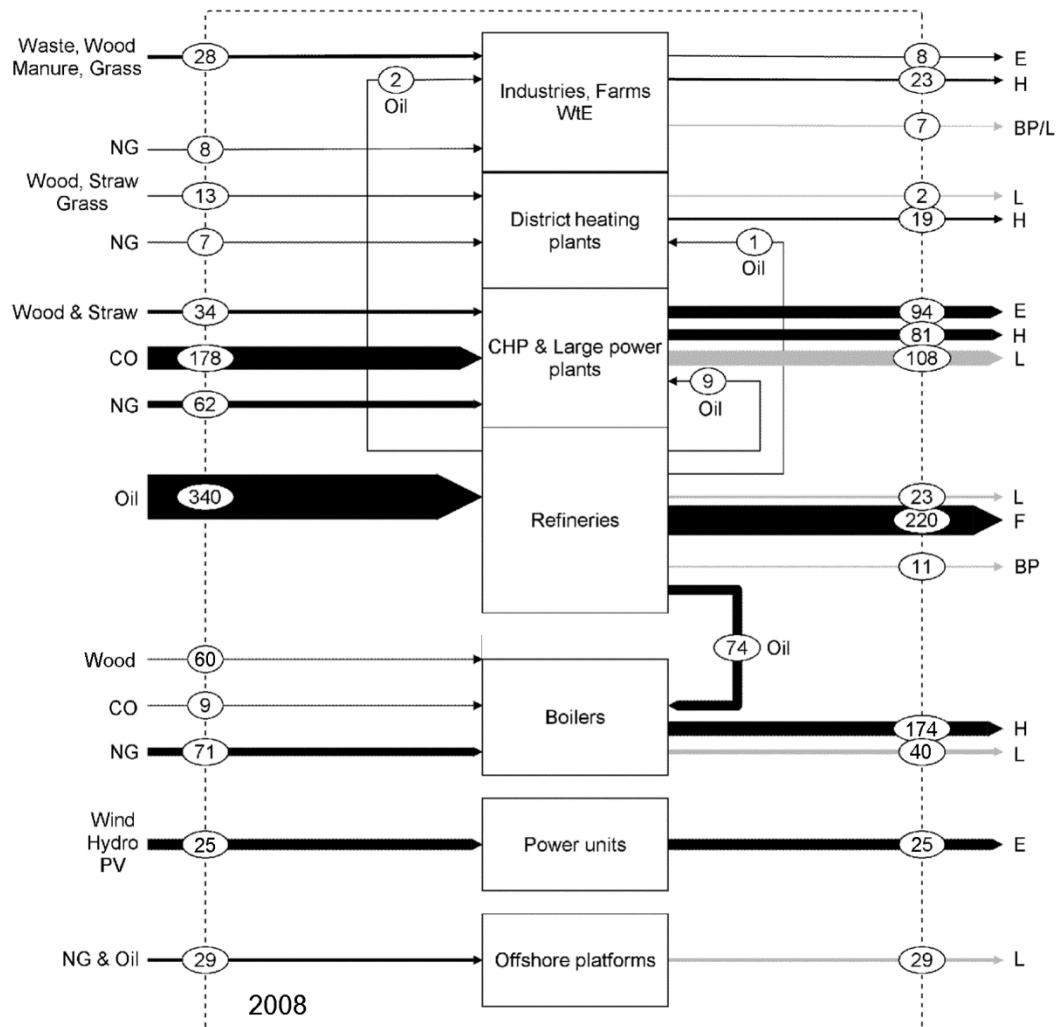 Waste, Wood
Manure, Grass
28
8
E
2
Oil
23
H
Industries, Farms
WtE
7
BP/L
NG
8
Wood, Straw
Grass
13
2
L
19
H
District heating
plants
NG
7
1
Oil
Wood & Straw
34
94
E
81
H
CHP & Large power
plants
CO
178
108
L
9
Oil
NG
62
Oil
340
23
L
Refineries
220
F
11
BP
74
Oil
Wood
60
CO
9
Boilers
174
H
NG
71
40
L
Wind
Hydro
PV
25
Power units
25
E
NG & Oil
29
Offshore platforms
29
L
2008